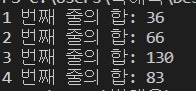 1 번째 줄의 합: 36
2 번째 줄의 합: 66
3 번째 줄의 합: 130
4 번째 줄의 합: 83